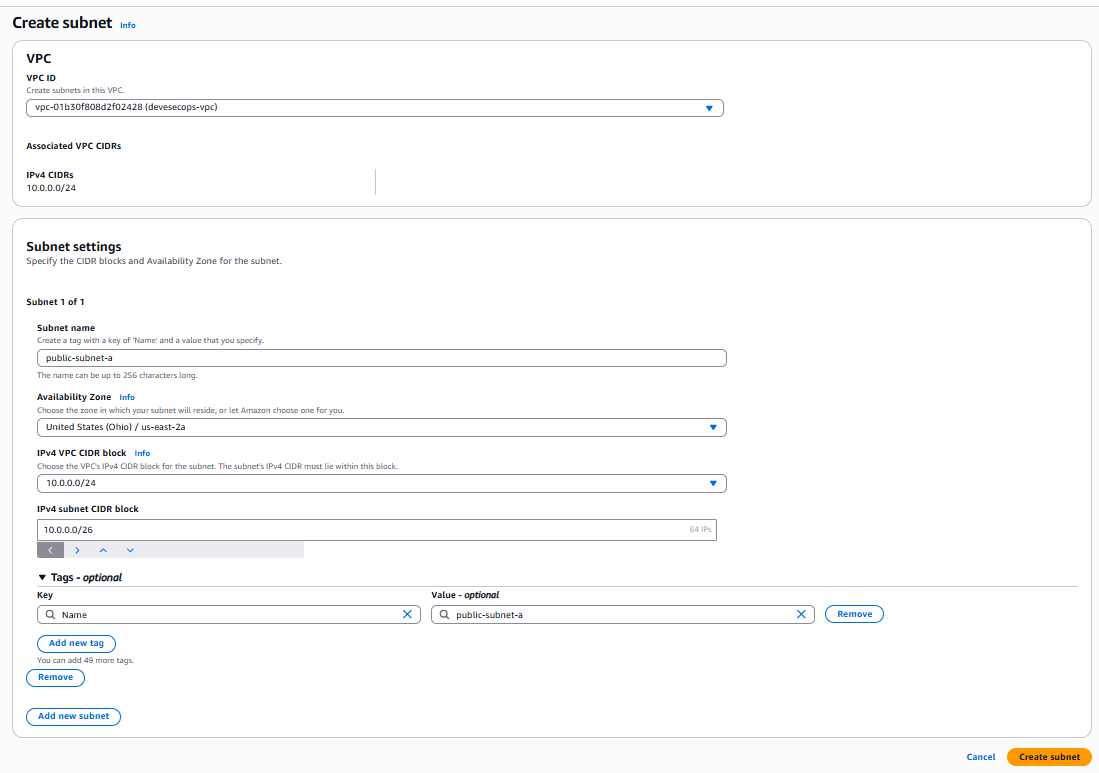 Create subnet Info
VPC
VPC ID
Create subnets in this VPC.
vpc-01b30f808d2f02428 (devesecops-vpc)
Associated VPC CIDRs
IPv4 CIDRs
10.0.0.0/24
Subnet settings
Specify the CIDR blocks and Availability Zone for the subnet.
Subnet 1 of 1
Subnet name
Create a tag with a key of 'Name' and a value that you specify.
public-subnet-a
The name can be up to 256 characters long.
Availability Zone Info
Choose the zone in which your subnet will reside, or let Amazon choose one for you.
United States (Ohio) / us-east-2a
IPv4 VPC CIDR block Info
Choose the VPC's IPv4 CIDR block for the subnet. The subnet's IPv4 CIDR must lie within this block.
10.0.0.0/24
IPv4 subnet CIDR block
10.0.0.0/26 64 IPs
Tags - optional
Key Value - optional
Name public-subnet-a Remove
Add new tag
You can add 49 more tags.
Remove
Add new subnet
Cancel Create subnet